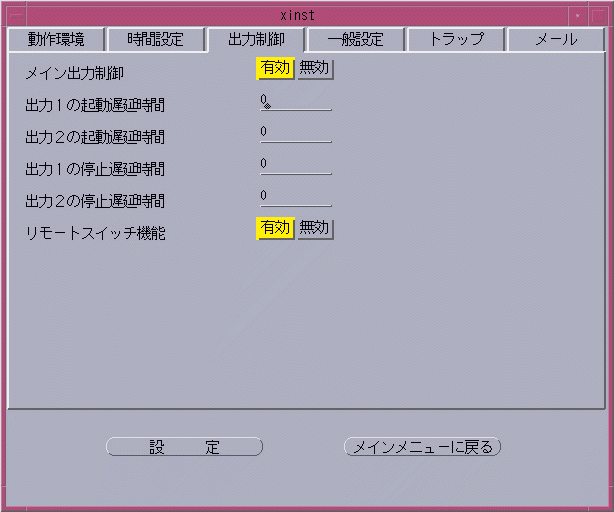 xinst
動作環境 時間設定 出力制御 一般設定 トラップ メール
メイン出力制御 有効 無効
出力１の起動遅延時間 0
出力２の起動遅延時間 0
出力１の停止遅延時間 0
出力２の停止遅延時間 0
リモートスイッチ機能 有効 無効
設 定 メインメニューに戻る